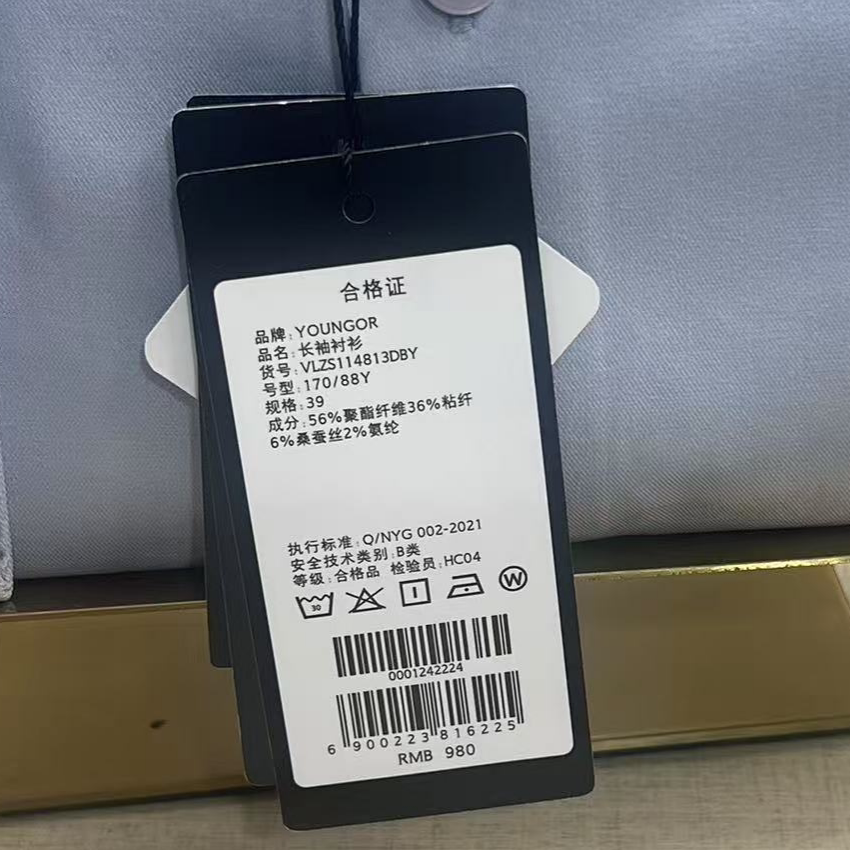 合格证
品牌:YOUNGOR
品名:长袖衬衫
货号:VLZS114813DBY
号型:170/88Y
规格:39
成分:56%聚酯纤维36%粘纤
6%桑蚕丝2%氨纶
执行标准:Q/NYG 002-2021
安全技术类别:B类
等级:合格品 检验员:HC04
30 W
0001242224
6 900223 816225
RMB 980